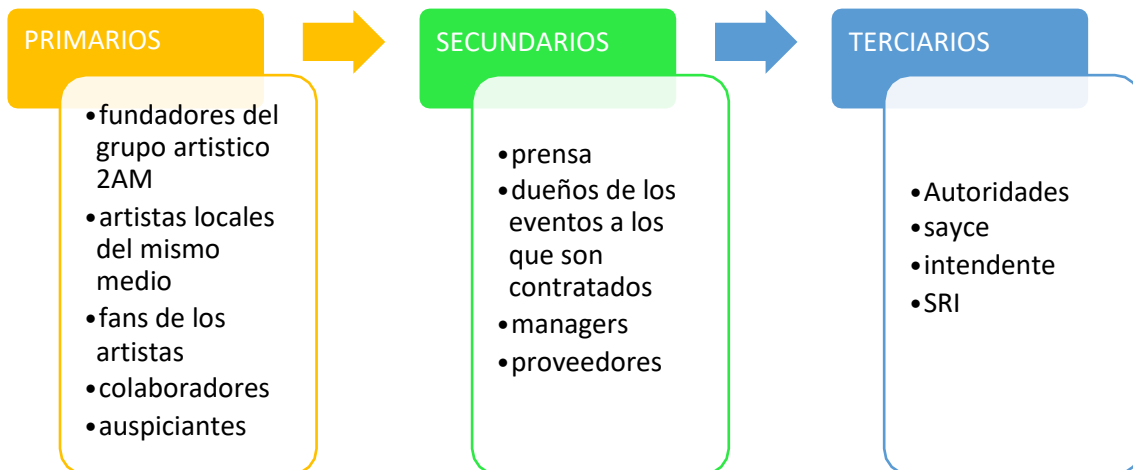 PRIMARIOS
•fundadores del
grupo artistico
2AM
•artistas locales
del mismo
medio
•fans de los
artistas
•colaboradores
•auspiciantes
SECUNDARIOS
•prensa
•dueños de los
eventos a los
que son
contratados
•managers
•proveedores
TERCIARIOS
•Autoridades
•sayce
•intendente
•SRI